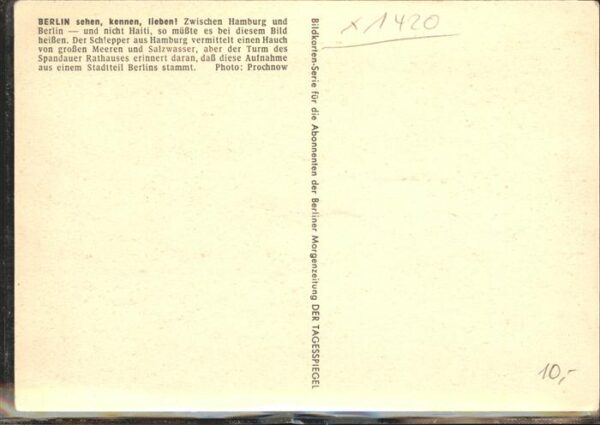 BERLIN sehen, kennen, lieben! Zwischen Hamburg und
Berlin — und nicht Haiti, so müßte es bei diesem Bild
heißen. Der Schlepper aus Hamburg vermittelt einen Hauch
von großen Meeren und Salzwasser, aber der Turm des
Spandauer Rathauses erinnert daran, daß diese Aufnahme
aus einem Stadtteil Berlins stammt. Photo: Prochnow
Bildkarten-Serie für die Abonnenten der Berliner Morgenzeitung DER TAGESSPIEGEL
x 1420
10,-